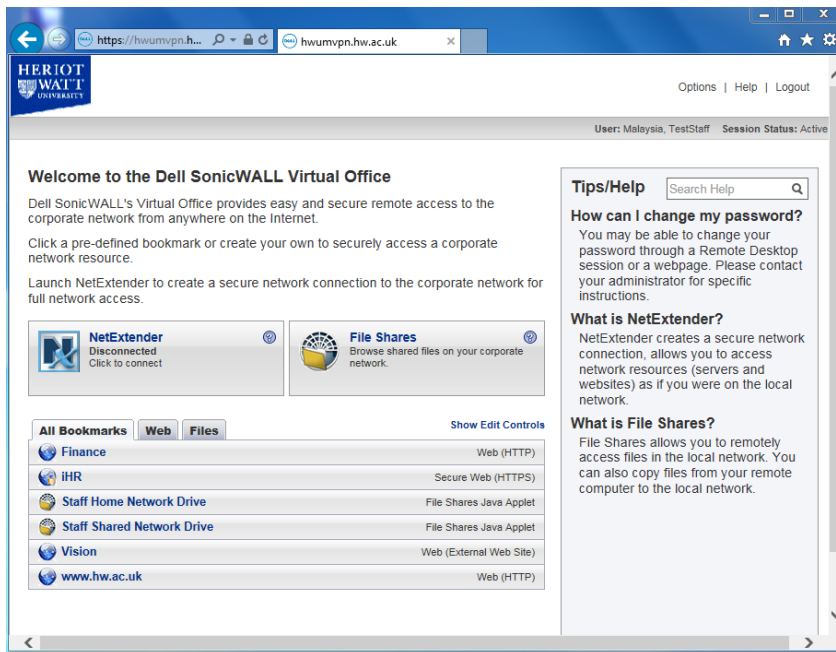 https://hwumvpn.h...
hwumvpn.hw.ac.uk
HERIOT
WATT
UNIVERSITY
Options | Help | Logout
User: Malaysia, TestStaff Session Status: Active
Welcome to the Dell SonicWALL Virtual Office
Dell SonicWALL's Virtual Office provides easy and secure remote access to the
corporate network from anywhere on the Internet.
Click a pre-defined bookmark or create your own to securely access a corporate
network resource.
Launch NetExtender to create a secure network connection to the corporate network for
full network access.
NetExtender
Disconnected
Click to connect
File Shares
Browse shared files on your corporate
network.
All Bookmarks Web Files Show Edit Controls
Finance Web (HTTP)
iHR Secure Web (HTTPS)
Staff Home Network Drive File Shares Java Applet
Staff Shared Network Drive File Shares Java Applet
Vision Web (External Web Site)
www.hw.ac.uk Web (HTTP)
Tips/Help Search Help
How can I change my password?
You may be able to change your
password through a Remote Desktop
session or a webpage. Please contact
your administrator for specific
instructions.
What is NetExtender?
NetExtender creates a secure network
connection, allows you to access
network resources (servers and
websites) as if you were on the local
network.
What is File Shares?
File Shares allows you to remotely
access files in the local network. You
can also copy files from your remote
computer to the local network.